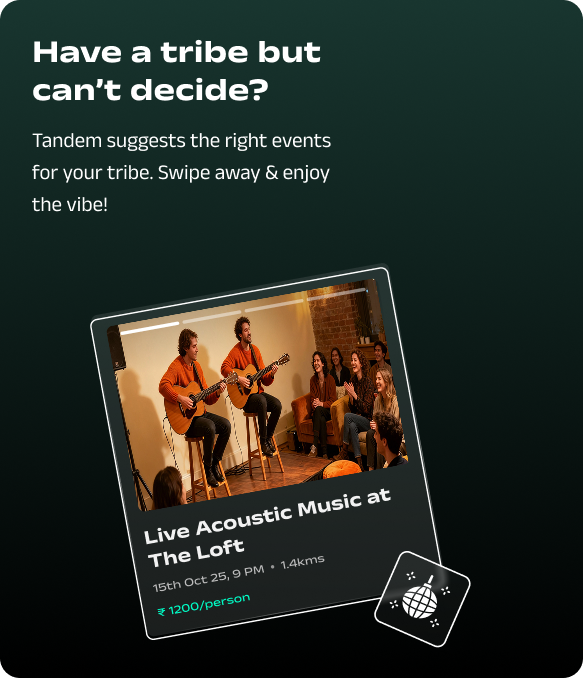 Have a tribe but
can’t decide?
Tandem suggests the right events
for your tribe. Swipe away & enjoy
the vibe!
Live Acoustic Music at
The Loft
15th Oct 25, 9 PM • 1.4kms
₹ 1200/person